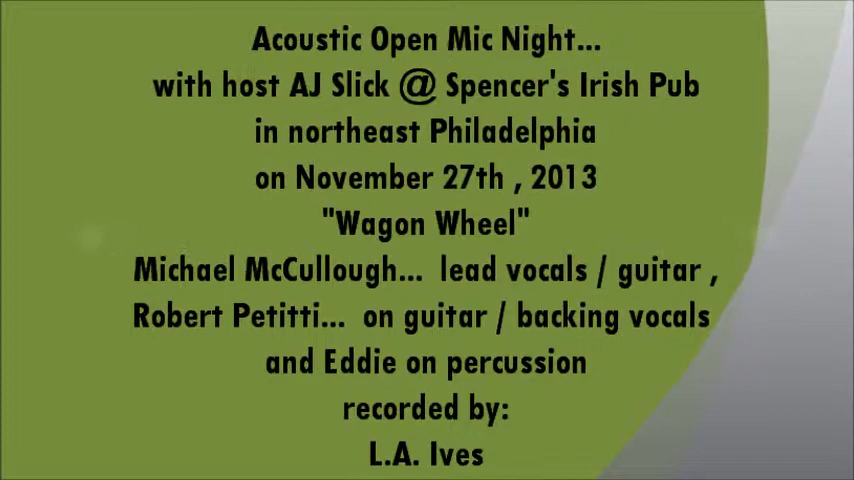 Acoustic Open Mic Night...
with host AJ Slick @ Spencer's Irish Pub
in northeast Philadelphia
on November 27th , 2013
"Wagon Wheel"
Michael McCullough... lead vocals / guitar ,
Robert Petitti... on guitar / backing vocals
and Eddie on percussion
recorded by:
L.A. Ives